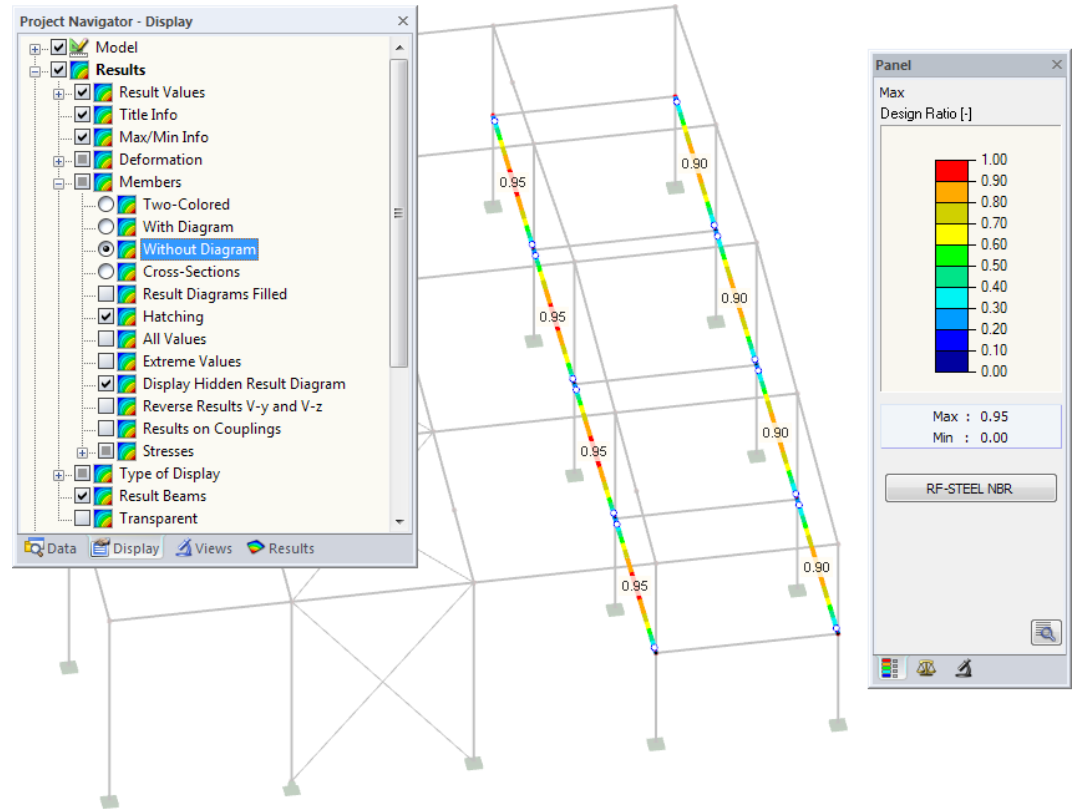 Project Navigator - Display
Model
Results
Result Values
Title Info
Max/Min Info
Deformation
Members
Two-Colored
With Diagram
Without Diagram
Cross-Sections
Result Diagrams Filled
Hatching
All Values
Extreme Values
Display Hidden Result Diagram
Reverse Results V-y and V-z
Results on Couplings
Stresses
Type of Display
Result Beams
Transparent
Data Display Views Results
0.95
0.90
0.95
0.90
0.95
0.90
0.95
0.90
Panel
Max
Design Ratio [-]
1.00
0.90
0.80
0.70
0.60
0.50
0.40
0.30
0.20
0.10
0.00
Max : 0.95
Min : 0.00
RF-STEEL NBR